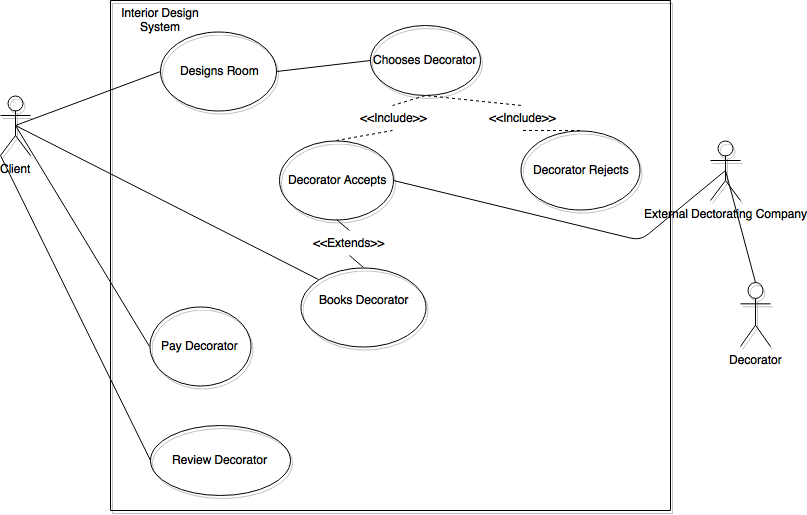 Interior Design
System
Designs Room
Chooses Decorator
<<Include>>
<<Include>>
Client
Decorator Accepts
Decorator Rejects
External Dectorating Company
<<Extends>>
Books Decorator
Pay Decorator
Decorator
Review Decorator